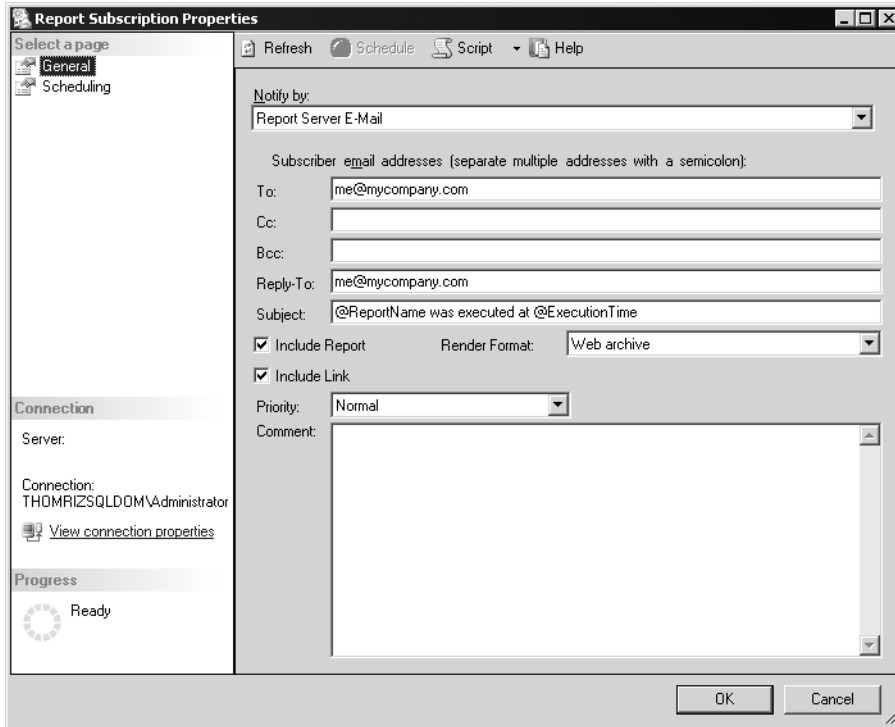 Report Subscription Properties
Select a page
General
Scheduling
Refresh Schedule Script Help
Notify by:
Report Server E-Mail
Subscriber email addresses (separate multiple addresses with a semicolon):
To: me@mycompany.com
Cc:
Bcc:
Reply-To: me@mycompany.com
Subject: @ReportName was executed at @ExecutionTime
Include Report Render Format: Web archive
Include Link
Priority: Normal
Comment:
Connection
Server:
Connection:
THOMRIZSQLDOM\Administrator
View connection properties
Progress
Ready
OK Cancel